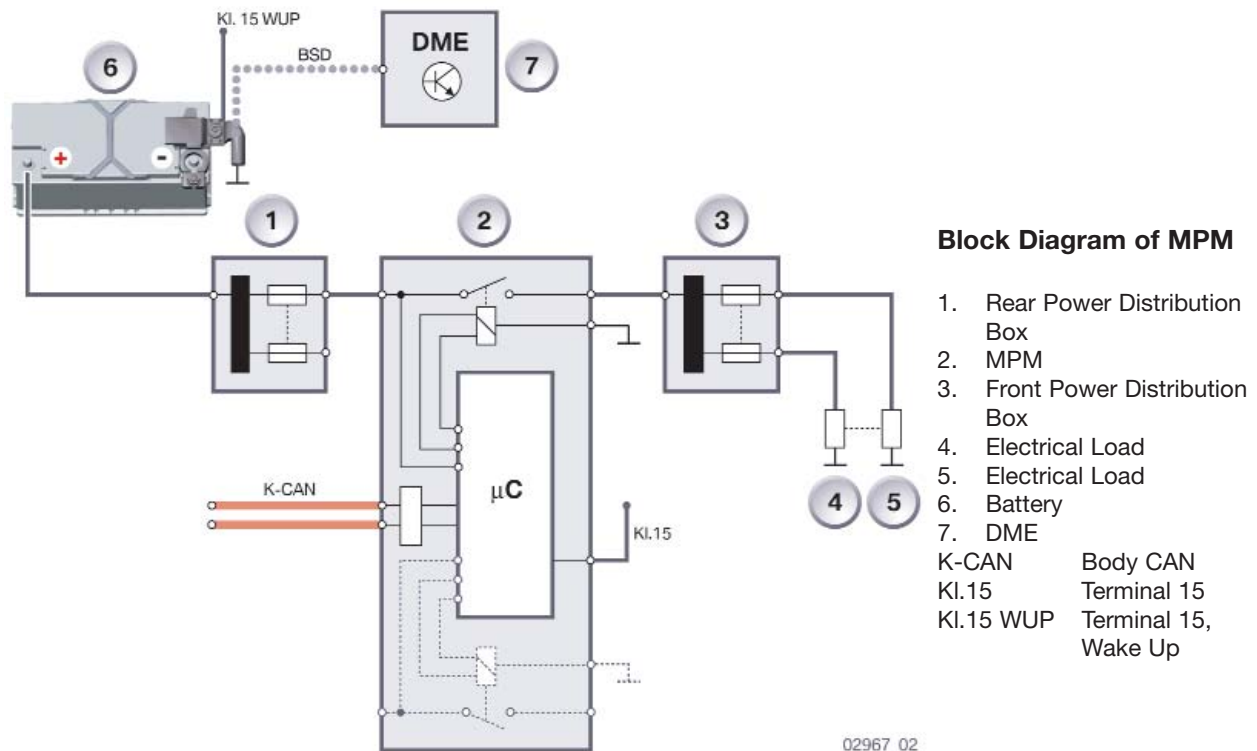 Kl. 15 WUP
BSD
DME
6
7
+
-
1
2
3
K-CAN
µC
Kl.15
4
5
02967_02
Block Diagram of MPM
1. Rear Power Distribution
Box
2. MPM
3. Front Power Distribution
Box
4. Electrical Load
5. Electrical Load
6. Battery
7. DME
K-CAN Body CAN
Kl.15 Terminal 15
Kl.15 WUP Terminal 15,
Wake Up